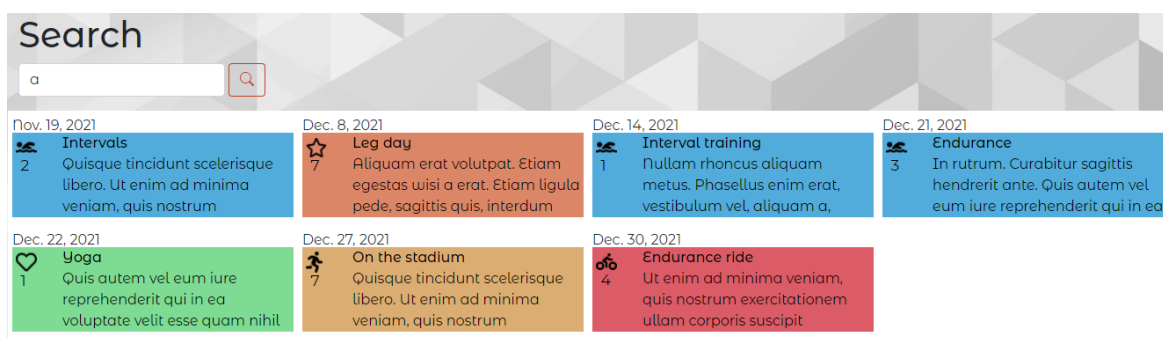 Search
a
Nov. 19, 2021
Intervals
2
Quisque tincidunt scelerisque
libero. Ut enim ad minima
veniam, quis nostrum
Dec. 8, 2021
Leg day
7
Aliquam erat volutpat. Etiam
egestas wisi a erat. Etiam ligula
pede, sagittis quis, interdum
Dec. 14, 2021
Interval training
1
Nullam rhoncus aliquam
metus. Phasellus enim erat,
vestibulum vel, aliquam a,
Dec. 21, 2021
Endurance
3
In rutrum. Curabitur sagittis
hendrerit ante. Quis autem vel
eum iure reprehenderit qui in ea
Dec. 22, 2021
Yoga
1
Quis autem vel eum iure
reprehenderit qui in ea
voluptate velit esse quam nihil
Dec. 27, 2021
On the stadium
7
Quisque tincidunt scelerisque
libero. Ut enim ad minima
veniam, quis nostrum
Dec. 30, 2021
Endurance ride
4
Ut enim ad minima veniam,
quis nostrum exercitationem
ullam corporis suscipit